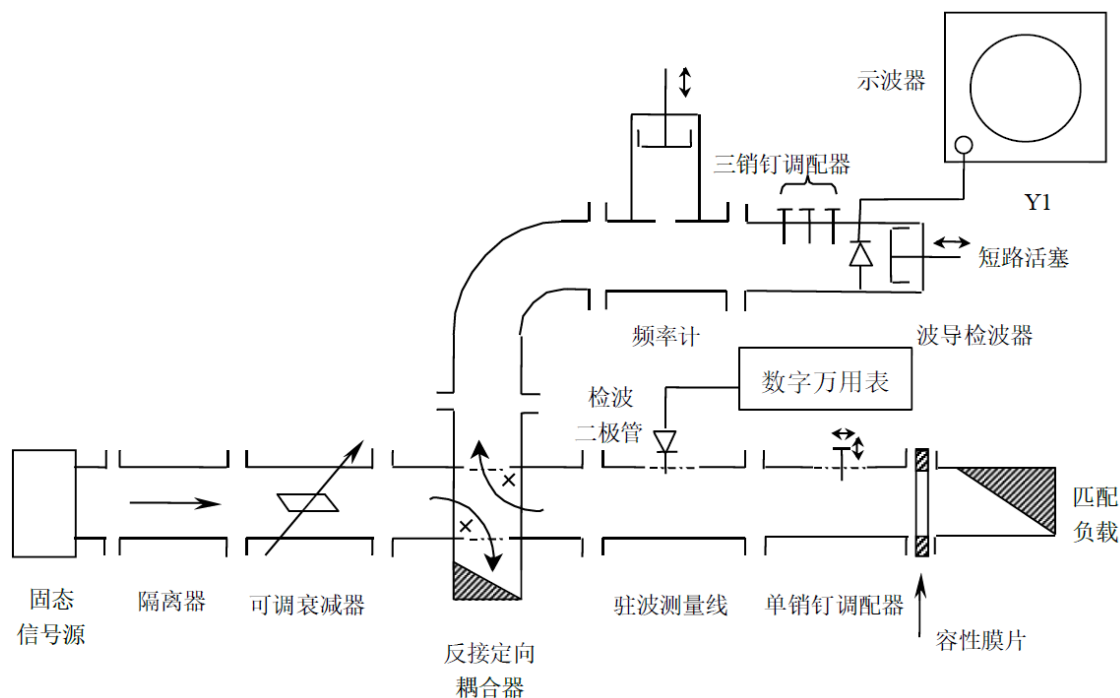 示波器
三销钉调配器
Y1
短路活塞
频率计
波导检波器
数字万用表
检波
二极管
匹配
负载
固态
信号源
隔离器
可调衰减器
反接定向
耦合器
驻波测量线
单销钉调配器
容性膜片